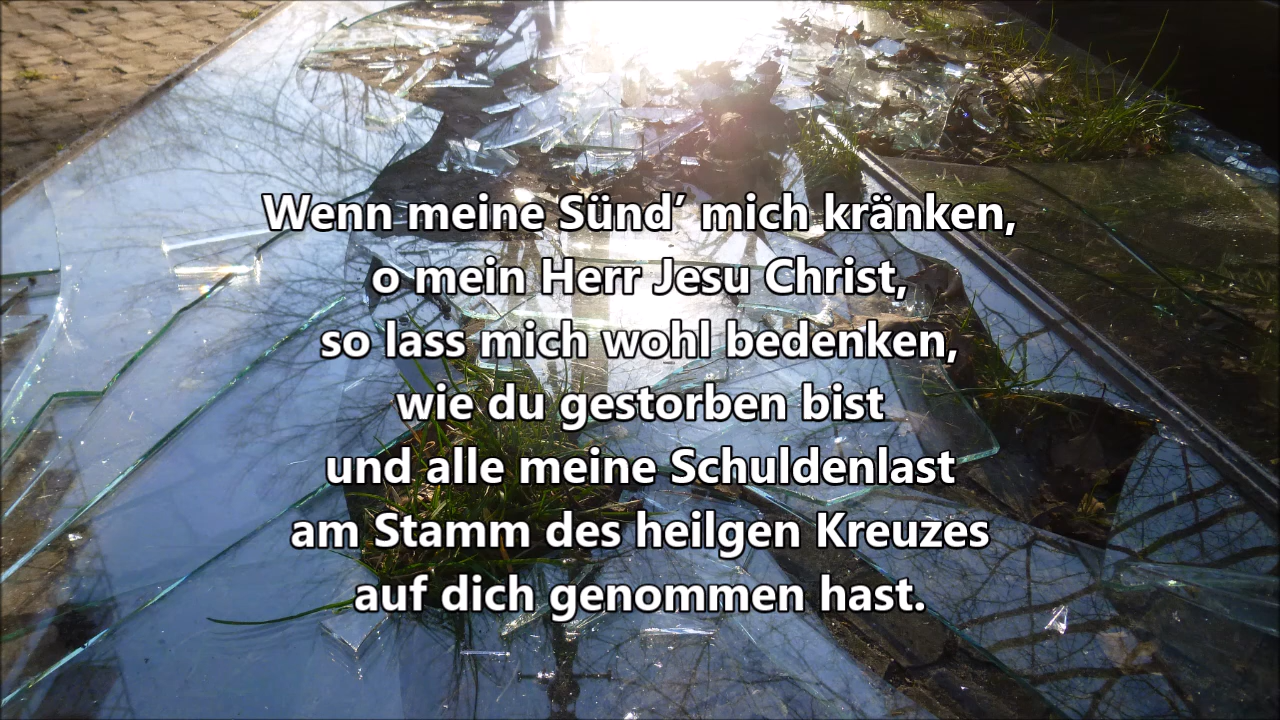 Wenn meine Sünd´ mich kränken,
o mein Herr Jesu Christ,
so lass mich wohl bedenken,
wie du gestorben bist
und alle meine Schuldenlast
am Stamm des heilgen Kreuzes
auf dich genommen hast.